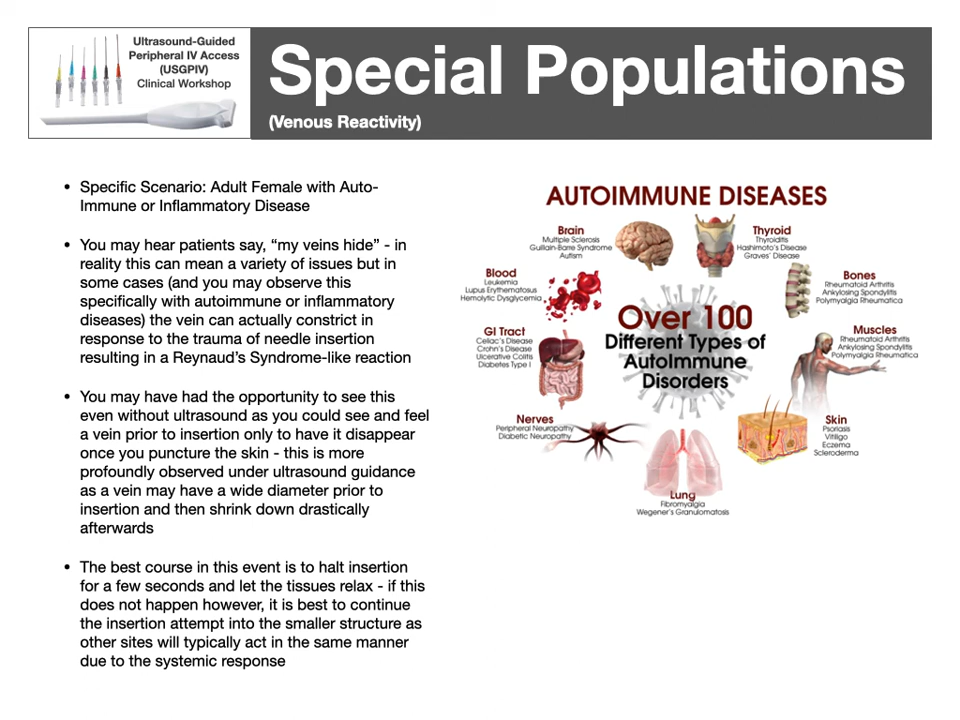 Ultrasound-Guided
Peripheral IV Access
(USGPIV)
Clinical Workshop
Special Populations
(Venous Reactivity)
• Specific Scenario: Adult Female with Auto-
Immune or Inflammatory Disease
• You may hear patients say, “my veins hide” - in
reality this can mean a variety of issues but in
some cases (and you may observe this
specifically with autoimmune or inflammatory
diseases) the vein can actually constrict in
response to the trauma of needle insertion
resulting in a Reynaud’s Syndrome-like reaction
• You may have had the opportunity to see this
even without ultrasound as you could see and feel
a vein prior to insertion only to have it disappear
once you puncture the skin - this is more
profoundly observed under ultrasound guidance
as a vein may have a wide diameter prior to
insertion and then shrink down drastically
afterwards
• The best course in this event is to halt insertion
for a few seconds and let the tissues relax - if this
does not happen however, it is best to continue
the insertion attempt into the smaller structure as
other sites will typically act in the same manner
due to the systemic response
AUTOIMMUNE DISEASES
Brain
Multiple Sclerosis
Guillain-Barre Syndrome
Autism
Thyroid
Thyroiditis
Hashimoto's Disease
Graves' Disease
Blood
Leukemia
Lupus Erythematosus
Hemolytic Dysglycemia
Bones
Rheumatoid Arthritis
Ankylosing Spondylitis
Polymyalgia Rheumatica
Over 100
Different Types of
AutoImmune
Disorders
GI Tract
Celiac's Disease
Crohn's Disease
Ulcerative Colitis
Diabetes Type I
Muscles
Rheumatoid Arthritis
Ankylosing Spondylitis
Polymyalgia Rheumatica
Nerves
Peripheral Neuropathy
Diabetic Neuropathy
Skin
Psoriasis
Vitiligo
Eczema
Scleroderma
Lung
Fibromyalgia
Wegener's Granulomatosis